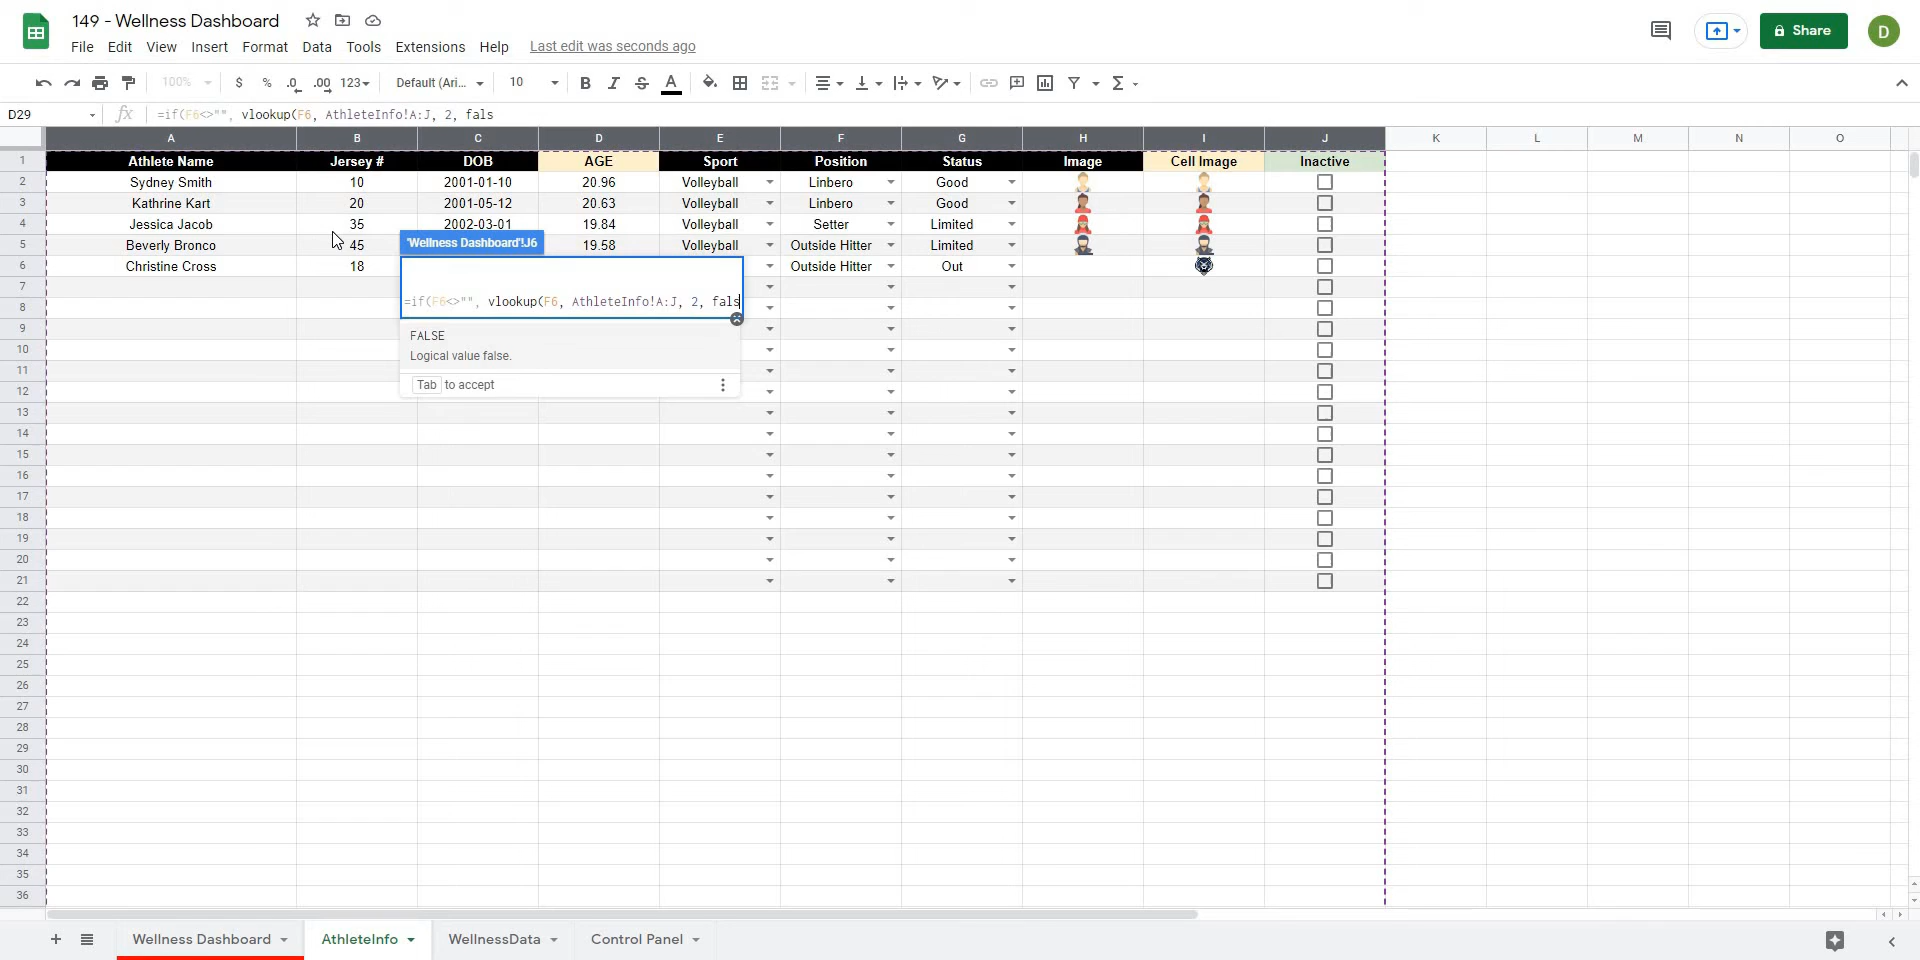 149 - Wellness Dashboard
File Edit View Insert Format Data Tools Extensions Help Last edit was seconds ago
Share
D
100% $ % .0 .00 123 Default (Ari... 10 B I S A
D29 fx =if(F6<>"", vlookup(F6, AthleteInfo!A:J, 2, fals
A B C D E F G H I J K L M N O
1 Athlete Name Jersey # DOB AGE Sport Position Status Image Cell Image Inactive
2 Sydney Smith 10 2001-01-10 20.96 Volleyball Linbero Good
3 Kathrine Kart 20 2001-05-12 20.63 Volleyball Linbero Good
4 Jessica Jacob 35 2002-03-01 19.84 Volleyball Setter Limited
'Wellness Dashboard'!J6
5 Beverly Bronco 45 19.58 Volleyball Outside Hitter Limited
6 Christine Cross 18 Outside Hitter Out
7
=if(F6<>"", vlookup(F6, AthleteInfo!A:J, 2, fals
8
9
FALSE
10
Logical value false.
11
Tab to accept
12
13
14
15
16
17
18
19
20
21
22
23
24
25
26
27
28
29
30
31
32
33
34
35
36
Wellness Dashboard AthleteInfo WellnessData Control Panel